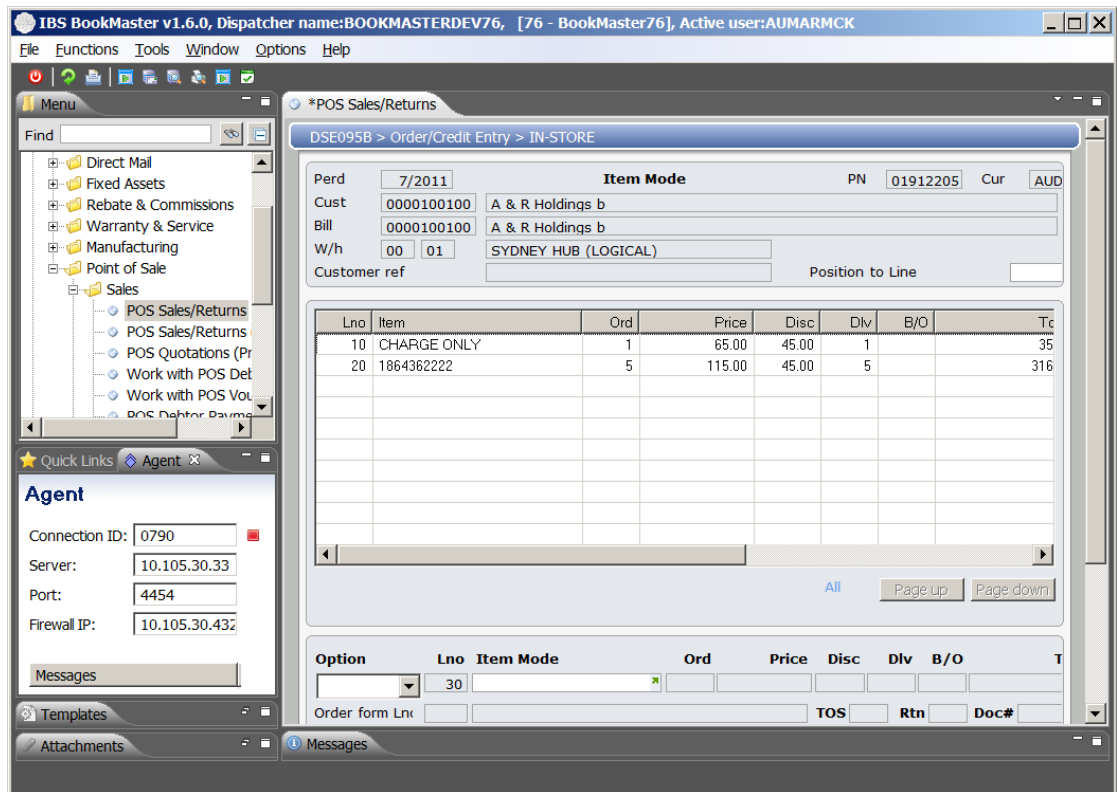 IBS BookMaster v1.6.0, Dispatcher name:BOOKMASTERDEV76, [76 - BookMaster76], Active user:AUMARMCK
File Functions Tools Window Options Help
Menu
Find
Direct Mail
Fixed Assets
Rebate & Commissions
Warranty & Service
Manufacturing
Point of Sale
Sales
POS Sales/Returns
POS Sales/Returns (
POS Quotations (Pr
Work with POS Deb
Work with POS Vou
POS Debtor Payme
Quick Links Agent
Agent
Connection ID: 0790
Server: 10.105.30.33
Port: 4454
Firewall IP: 10.105.30.432
Messages
Templates
Attachments
*POS Sales/Returns
DSE095B > Order/Credit Entry > IN-STORE
Perd 7/2011 Item Mode PN 01912205 Cur AUD
Cust 0000100100 A & R Holdings b
Bill 0000100100 A & R Holdings b
W/h 00 01 SYDNEY HUB (LOGICAL)
Customer ref Position to Line
Lno Item Ord Price Disc Dlv B/O To
10 CHARGE ONLY 1 65.00 45.00 1 35
20 1864362222 5 115.00 45.00 5 316
All Page up Page down
Option Lno Item Mode Ord Price Disc Dlv B/O T
30
Order form Lno TOS Rtn Doc#
Messages